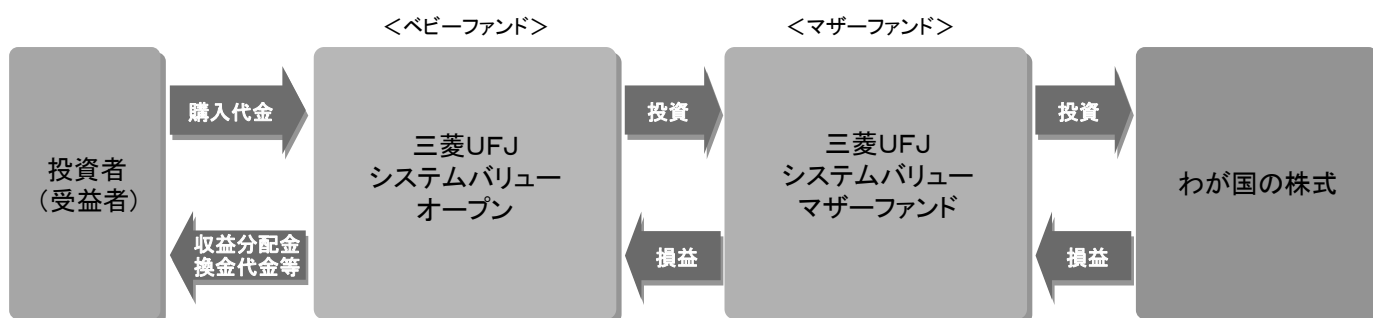 ＜ベビーファンド＞
＜マザーファンド＞
投資者
（受益者）
購入代金
収益分配金
換金代金等
三菱ＵＦＪ
システムバリュー
オープン
投資
損益
三菱ＵＦＪ
システムバリュー
マザーファンド
投資
損益
わが国の株式